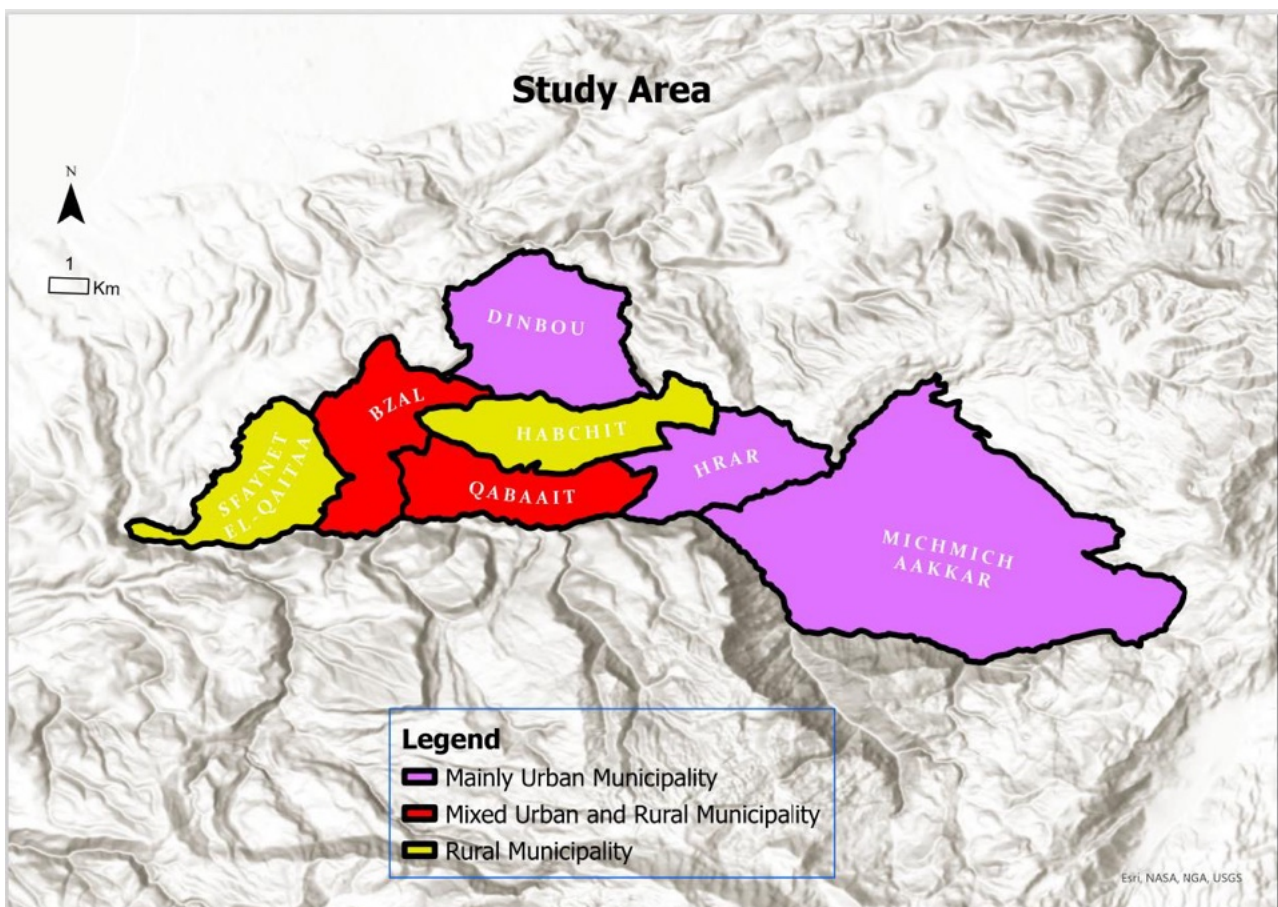 Study Area
N
1
Km
DINBOU
BZAL
HABCHIT
SFAYNET
EL-QAITAA
QABAAIT
HRAR
MICHMICH
AAKKAR
Legend
Mainly Urban Municipality
Mixed Urban and Rural Municipality
Rural Municipality
Esri, NASA, NGA, USGS